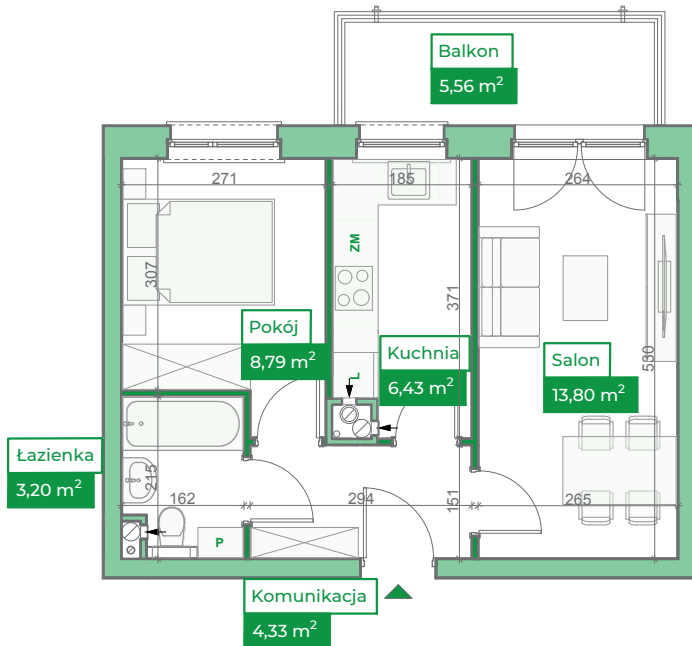 Balkon
5,56 m²
271
185
264
ZM
307
371
Pokój
8,79 m²
Kuchnia
6,43 m²
L
Salon
13,80 m²
530
Łazienka
3,20 m²
215
162
294
151
265
P
Komunikacja
4,33 m²